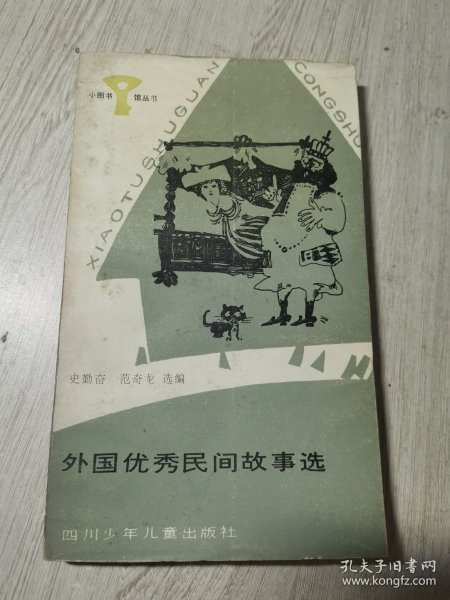 小图书馆丛书
XIAOTUSHUGUAN CONGSHU
史勤奋 范奇龙 选编
外国优秀民间故事选
四川少年儿童出版社
孔夫子旧书网
www.kongfz.com